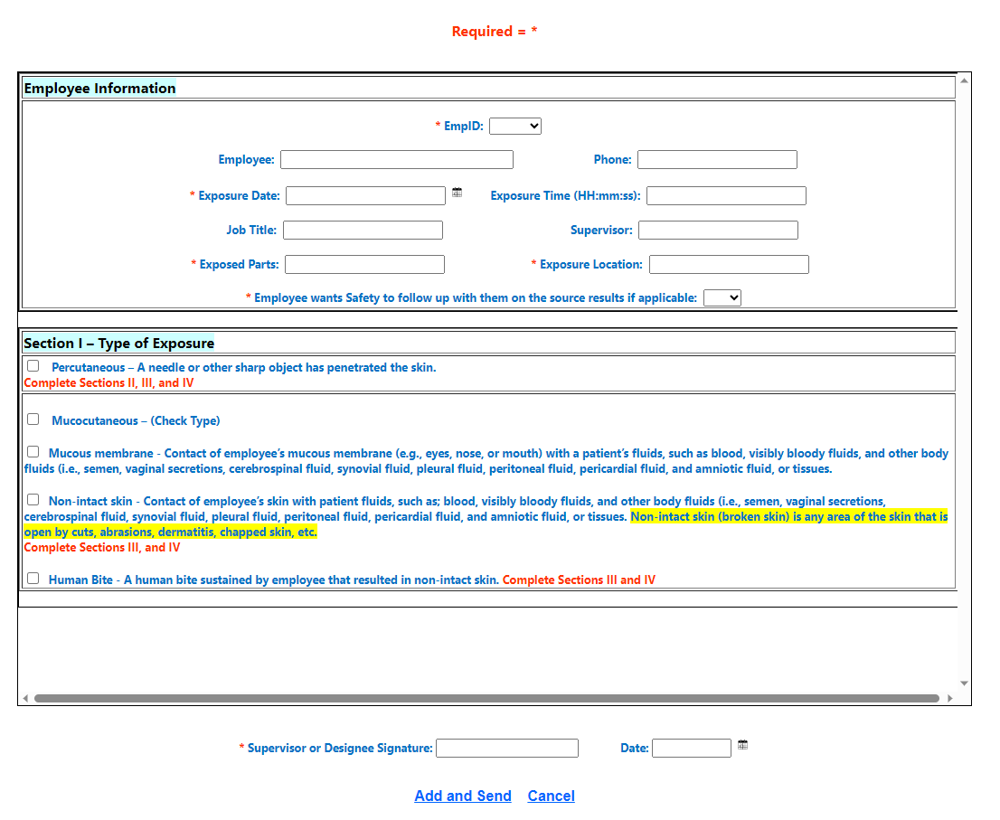 Required = *
Employee Information
* EmpID:
Employee: Phone:
* Exposure Date: Exposure Time (HH:mm:ss):
Job Title: Supervisor:
* Exposed Parts: * Exposure Location:
* Employee wants Safety to follow up with them on the source results if applicable:
Section I – Type of Exposure
Percutaneous – A needle or other sharp object has penetrated the skin.
Complete Sections II, III, and IV
Mucocutaneous – (Check Type)
Mucous membrane - Contact of employee’s mucous membrane (e.g., eyes, nose, or mouth) with a patient’s fluids, such as blood, visibly bloody fluids, and other body
fluids (i.e., semen, vaginal secretions, cerebrospinal fluid, synovial fluid, pleural fluid, peritoneal fluid, pericardial fluid, and amniotic fluid, or tissues.
Non-intact skin - Contact of employee’s skin with patient fluids, such as; blood, visibly bloody fluids, and other body fluids (i.e., semen, vaginal secretions,
cerebrospinal fluid, synovial fluid, pleural fluid, peritoneal fluid, pericardial fluid, and amniotic fluid, or tissues. Non-intact skin (broken skin) is any area of the skin that is
open by cuts, abrasions, dermatitis, chapped skin, etc.
Complete Sections III, and IV
Human Bite - A human bite sustained by employee that resulted in non-intact skin. Complete Sections III and IV
* Supervisor or Designee Signature: Date:
Add and Send Cancel